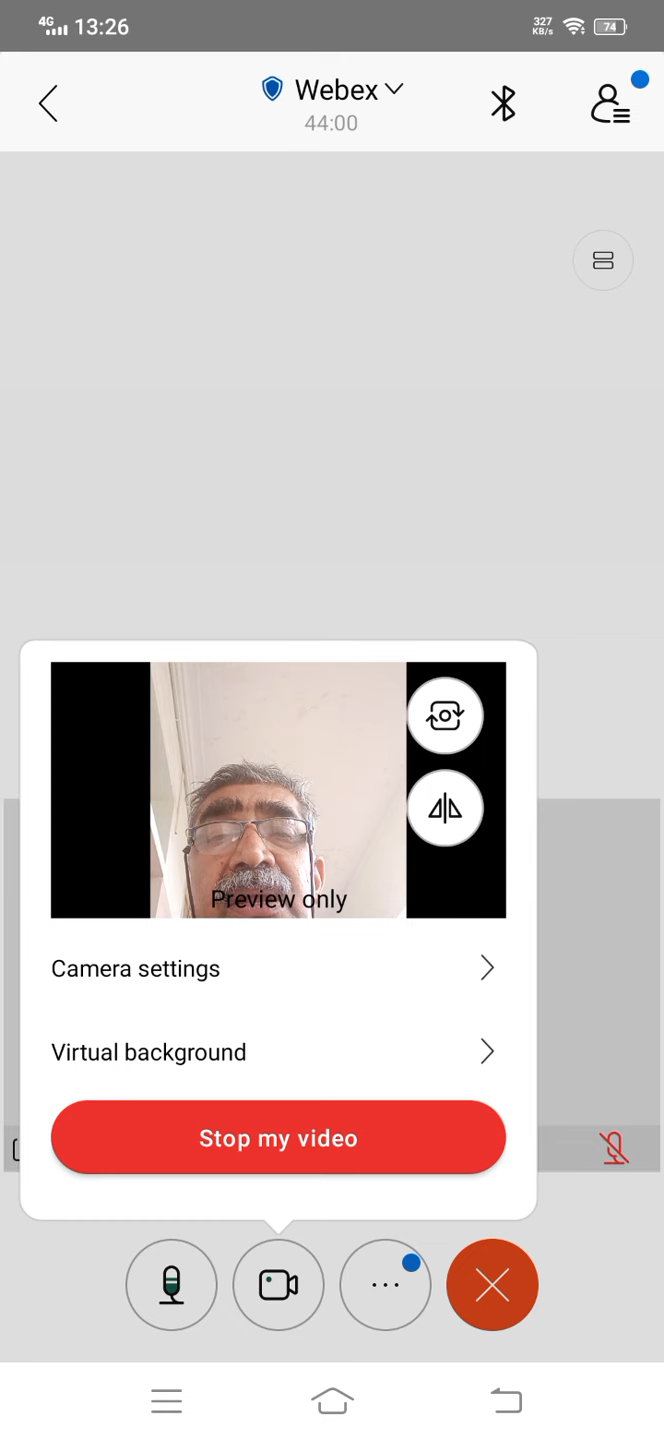 4G 13:26
327
KB/s
74
Webex
44:00
Preview only
Camera settings
Virtual background
Stop my video